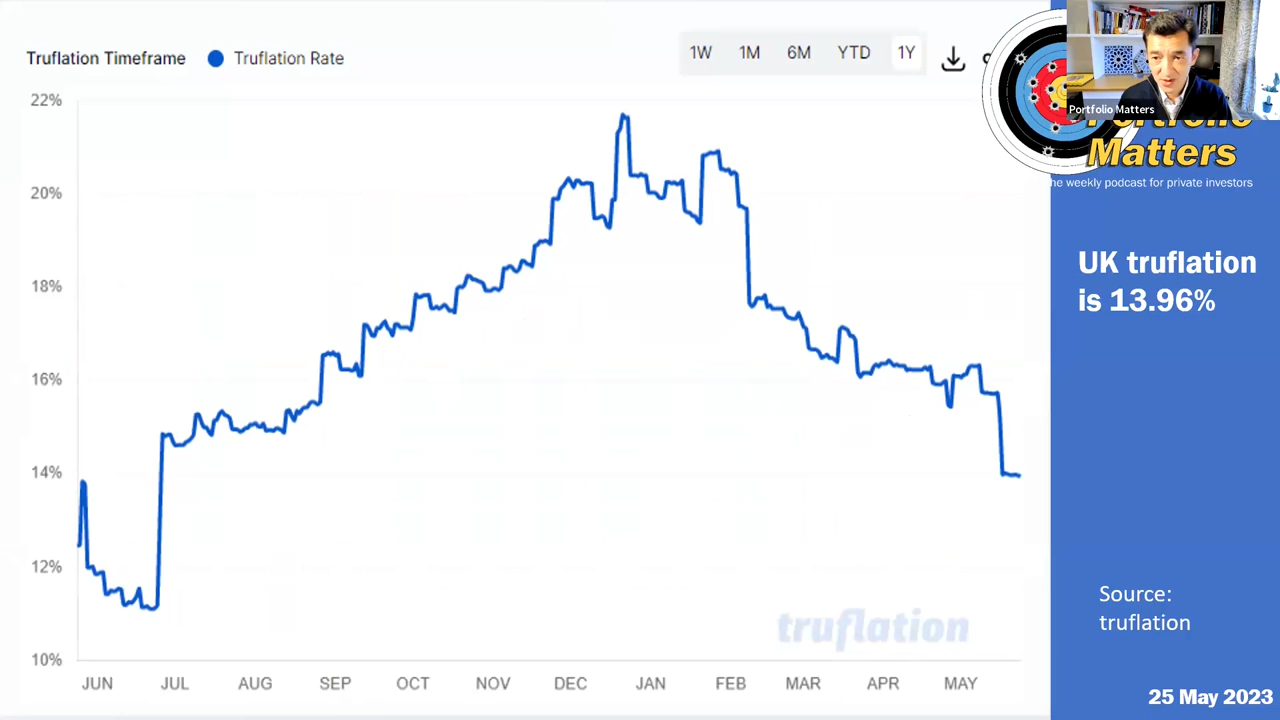 Truflation Timeframe
Truflation Rate
1W 1M 6M YTD 1Y
22%
20%
18%
16%
14%
12%
10%
JUN JUL AUG SEP OCT NOV DEC JAN FEB MAR APR MAY
truflation
Portfolio Matters
Portfolio
Matters
he weekly podcast for private investors
UK truflation
is 13.96%
Source:
truflation
25 May 2023